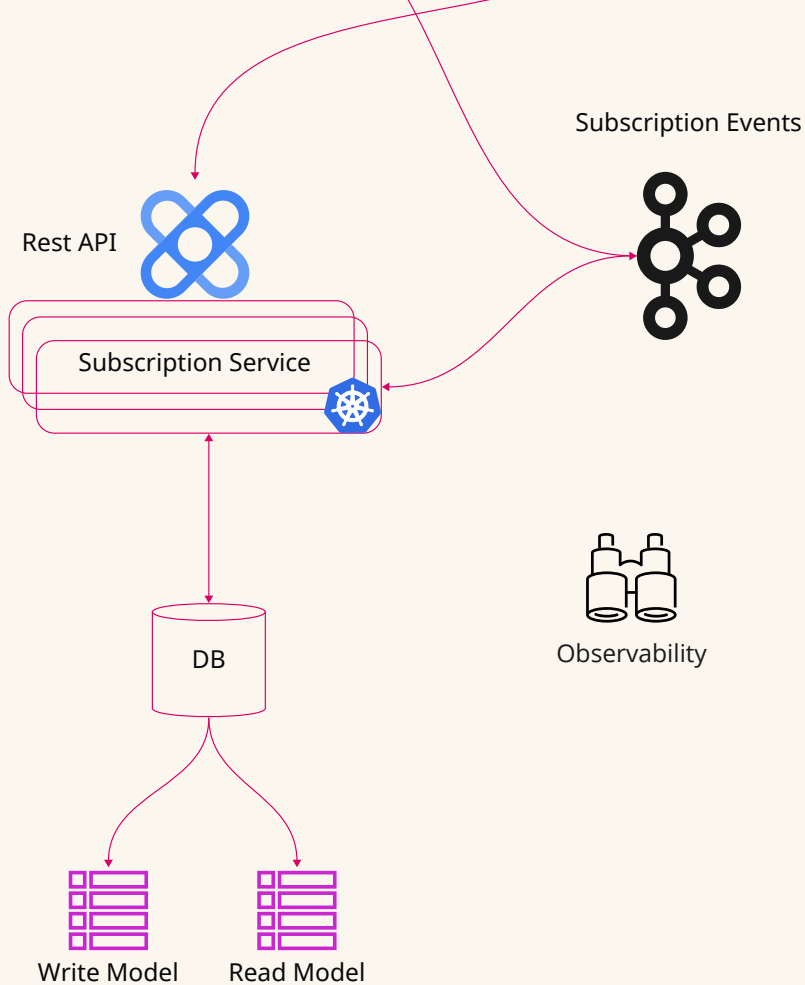 Subscription Events
Rest API
Subscription Service
DB
Observability
Write Model
Read Model